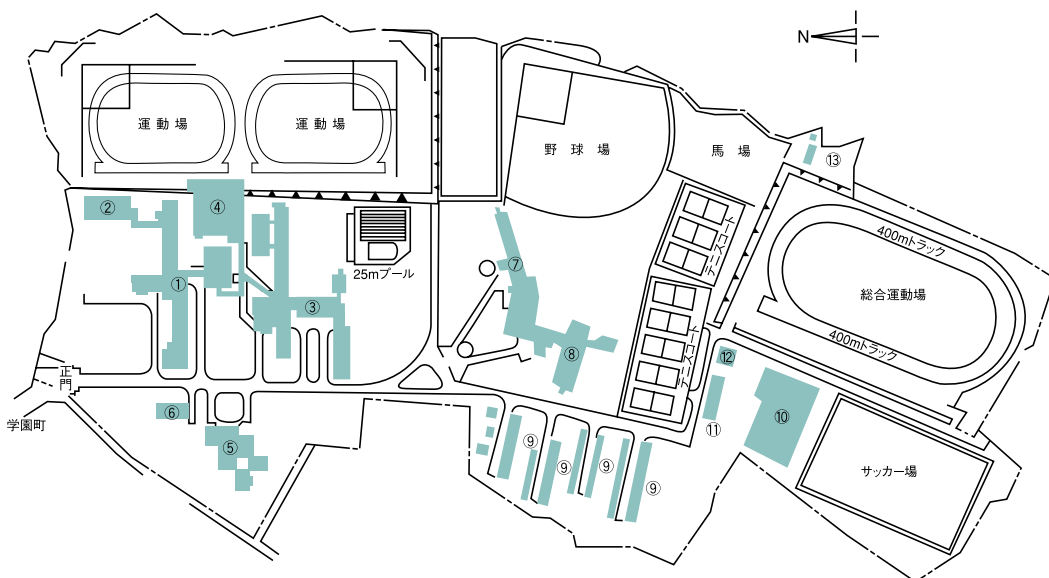 N
運動場
運動場
野球場
馬場
⑬
②
④
テニスコート
400mトラック
25mプール
⑦
①
③
総合運動場
テニスコート
400mトラック
⑧
⑫
正門
学園町
⑥
⑤
⑪
⑩
⑨
⑨
⑨
⑨
サッカー場